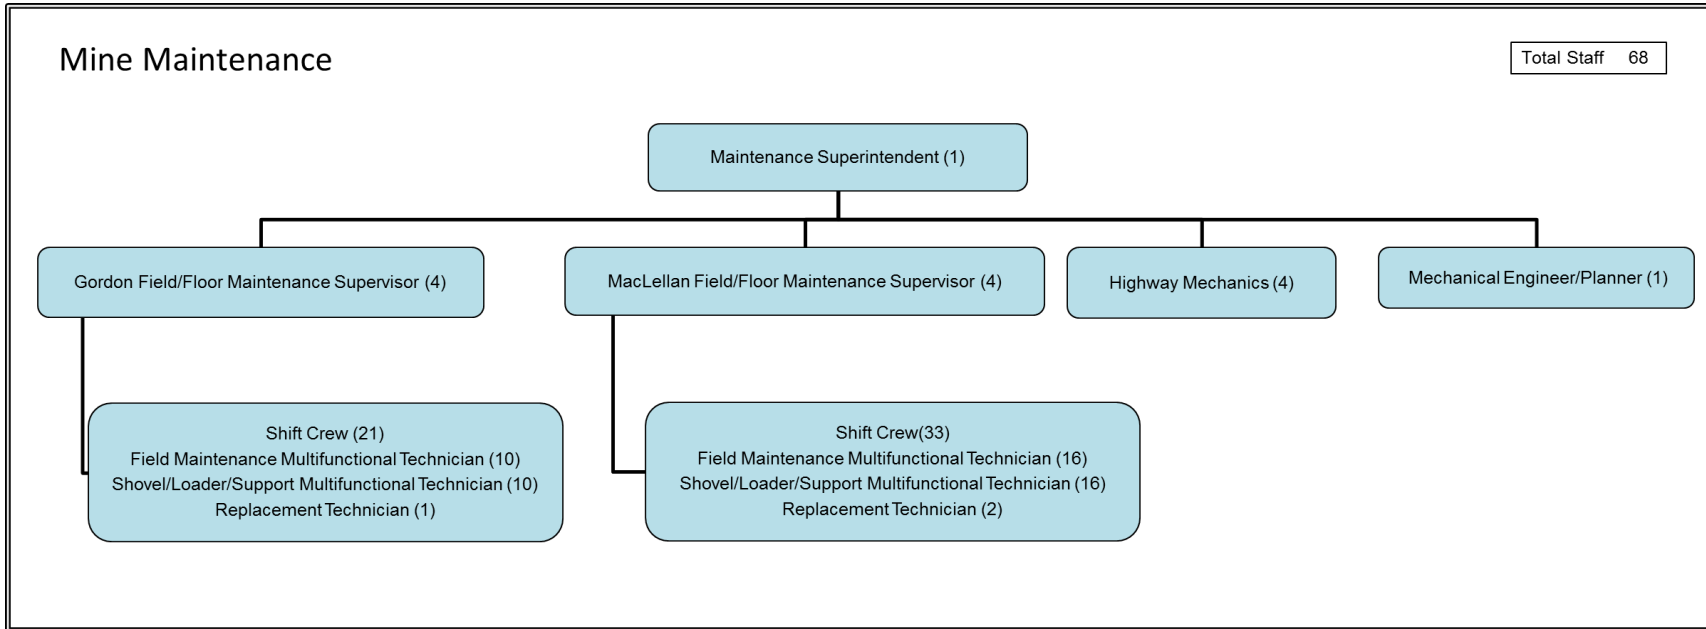 Mine Maintenance
Total Staff 68
Maintenance Superintendent (1)
Gordon Field/Floor Maintenance Supervisor (4)
MacLellan Field/Floor Maintenance Supervisor (4)
Highway Mechanics (4)
Mechanical Engineer/Planner (1)
Shift Crew (21)
Field Maintenance Multifunctional Technician (10)
Shovel/Loader/Support Multifunctional Technician (10)
Replacement Technician (1)
Shift Crew(33)
Field Maintenance Multifunctional Technician (16)
Shovel/Loader/Support Multifunctional Technician (16)
Replacement Technician (2)